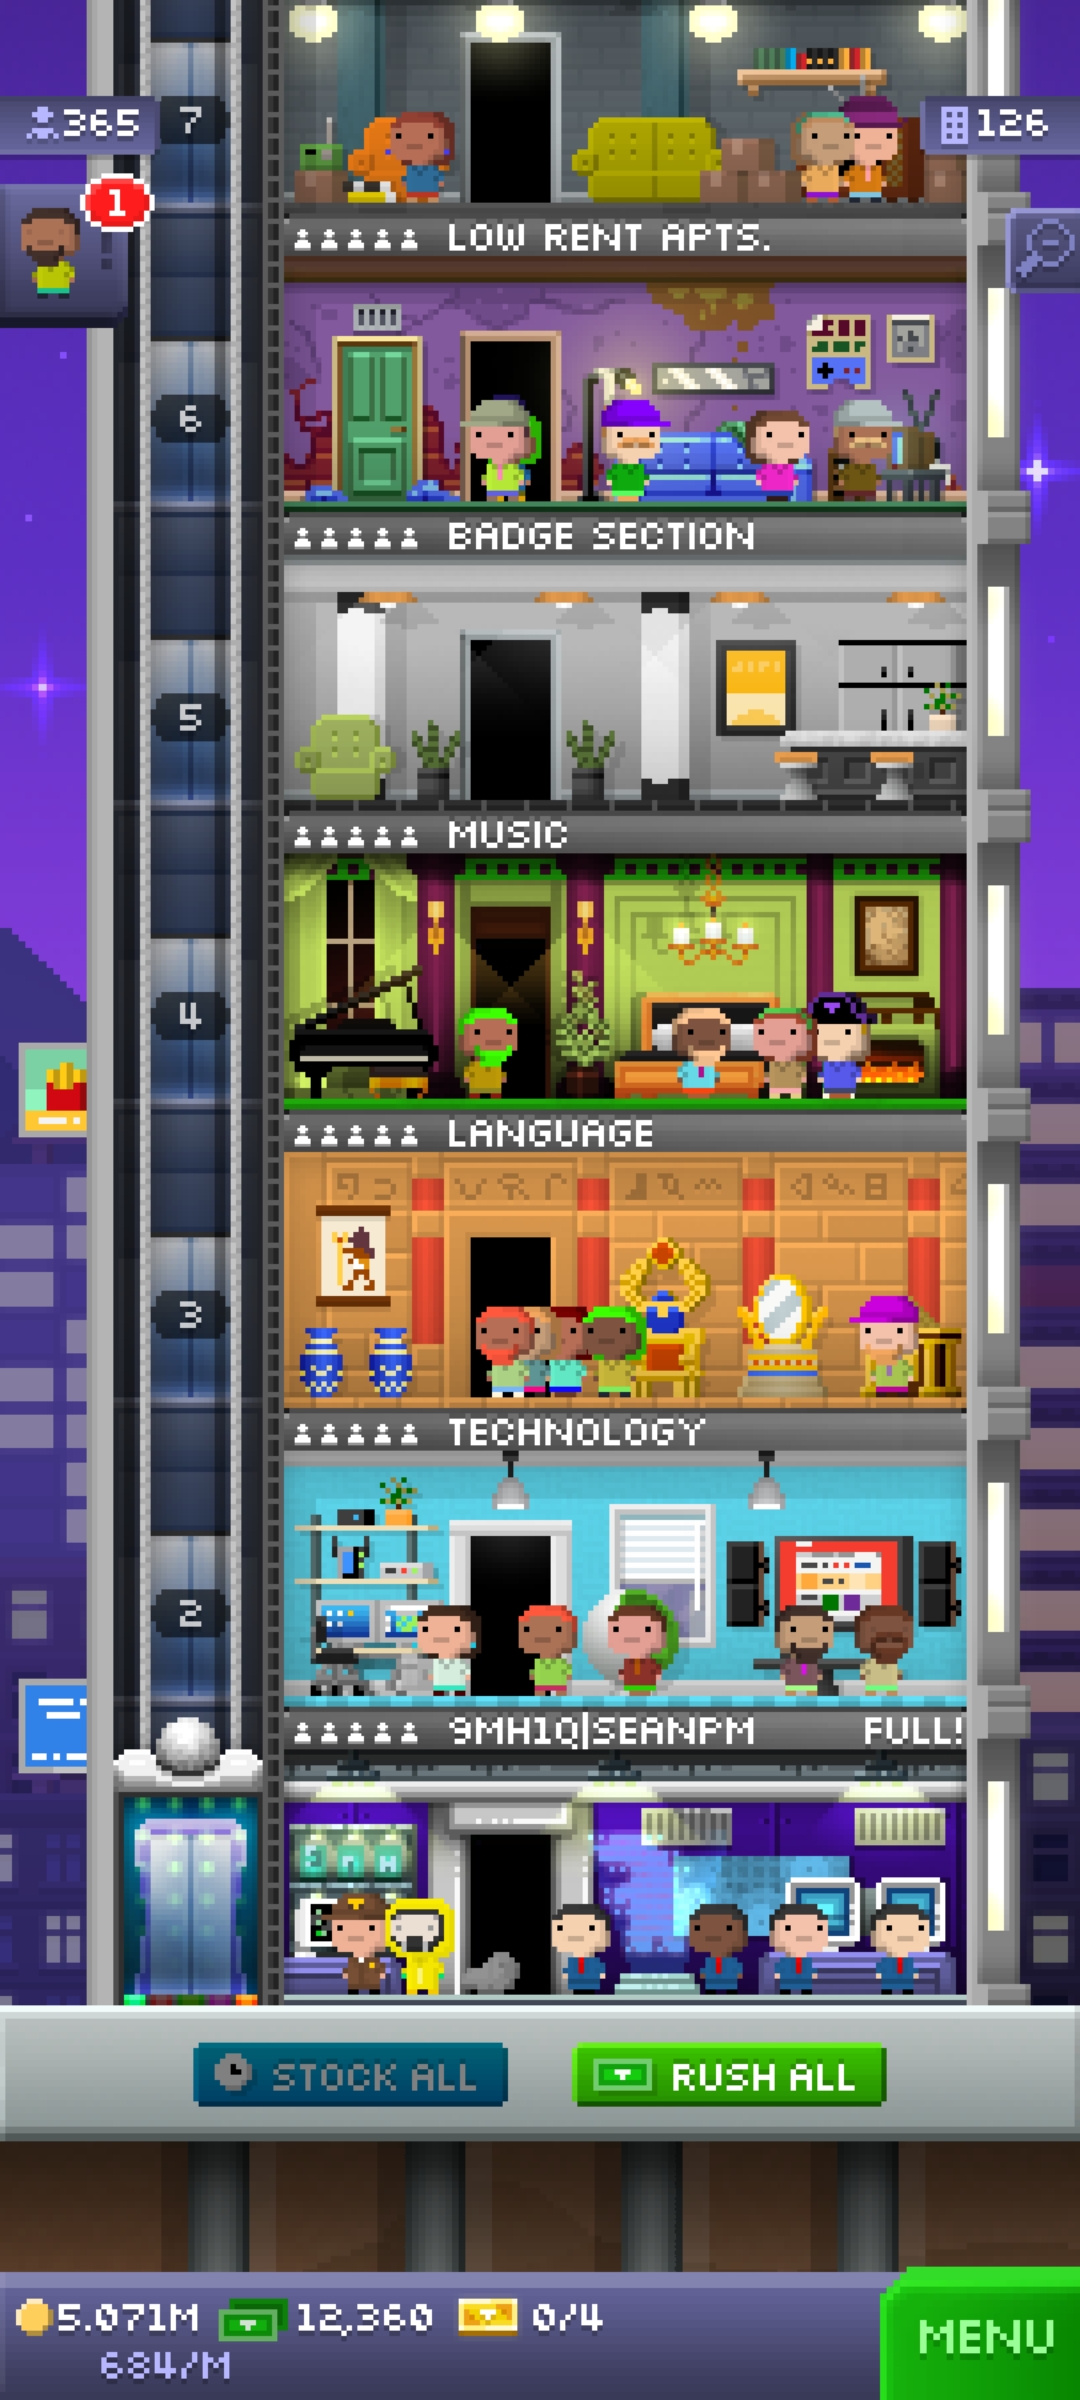 7
365
126
1
LOW RENT APTS.
6
BADGE SECTION
5
MUSIC
4
LANGUAGE
3
TECHNOLOGY
2
9MH1Q|SEANPM FULL!
STOCK ALL
RUSH ALL
5.071M 12,360 0/4
684/M
MENU